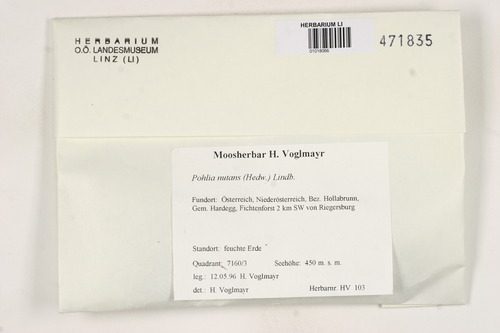 HERBARIUM
O.Ö. LANDESMUSEUM
LINZ (LI)
HERBARIUM LI
471835
Moosherbar H. Voglmayr
Pohlia nutans (Hedw.) Lindb.
Fundort: Österreich, Niederösterreich, Bez. Hollabrunn,
Gem. Hardegg, Fichtenforst 2 km SW von Riegersburg
Standort: feuchte Erde
Quadrant: 7160/3 Seehöhe: 450 m. s. m.
leg.: 12.05.96 H. Voglmayr
det.: H. Voglmayr Herbarnr. HV 103